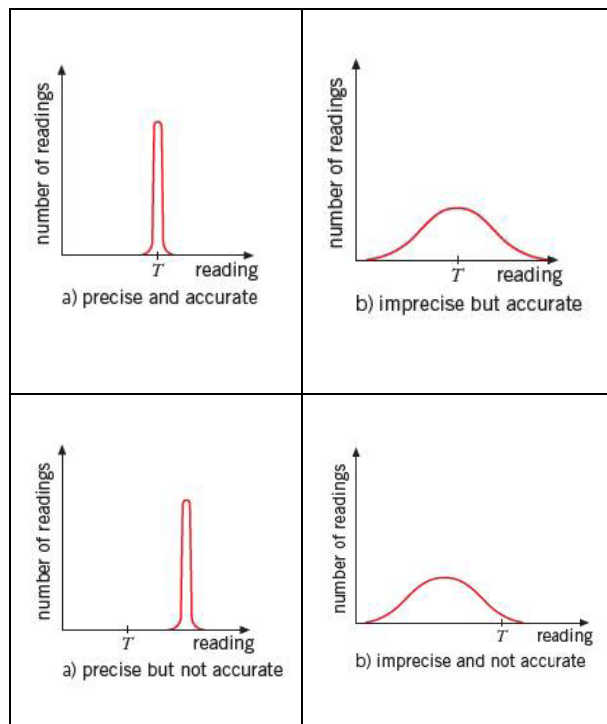 number of readings
T reading
a) precise and accurate
number of readings
T reading
b) imprecise but accurate
number of readings
T reading
a) precise but not accurate
number of readings
T reading
b) imprecise and not accurate